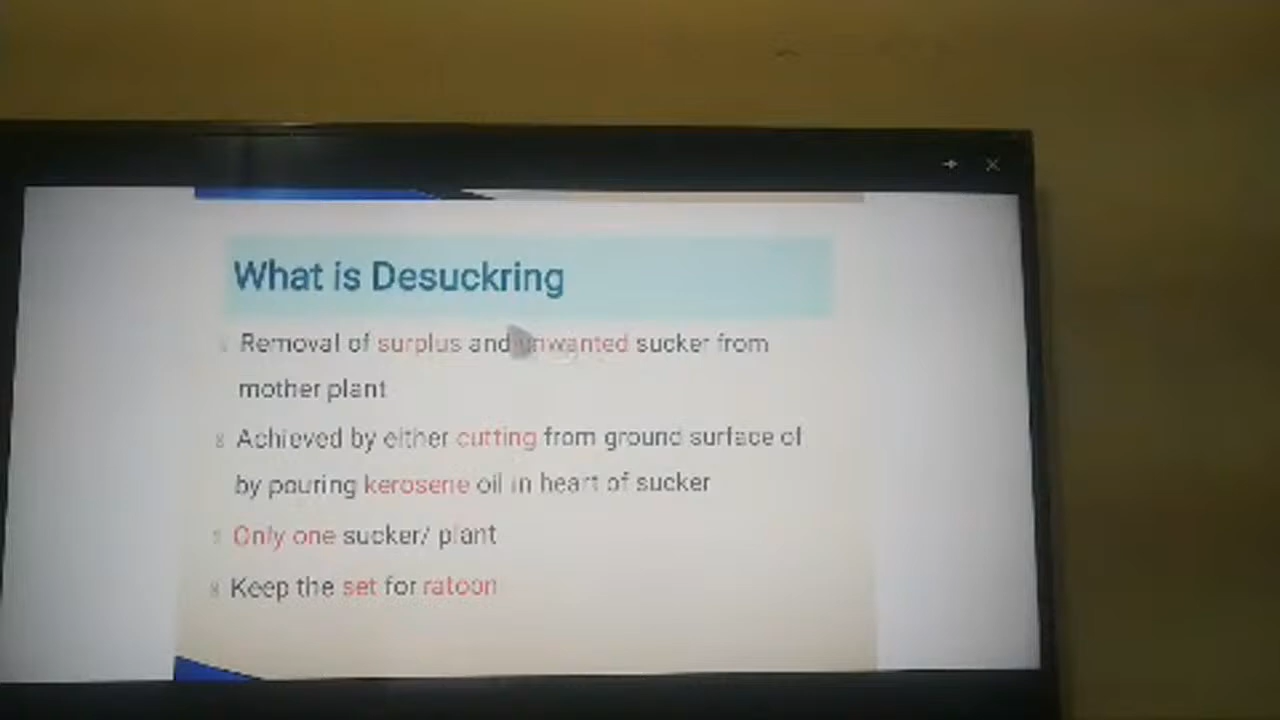 What is Desuckring
Removal of surplus and unwanted sucker from
mother plant
Achieved by either cutting from ground surface of
by pouring kerosene oil in heart of sucker
Only one sucker/ plant
Keep the set for ratoon